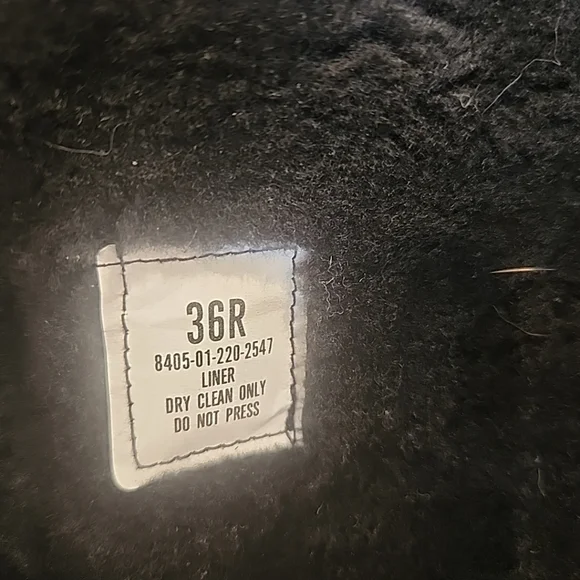 36R
8405-01-220-2547
LINER
DRY CLEAN ONLY
DO NOT PRESS